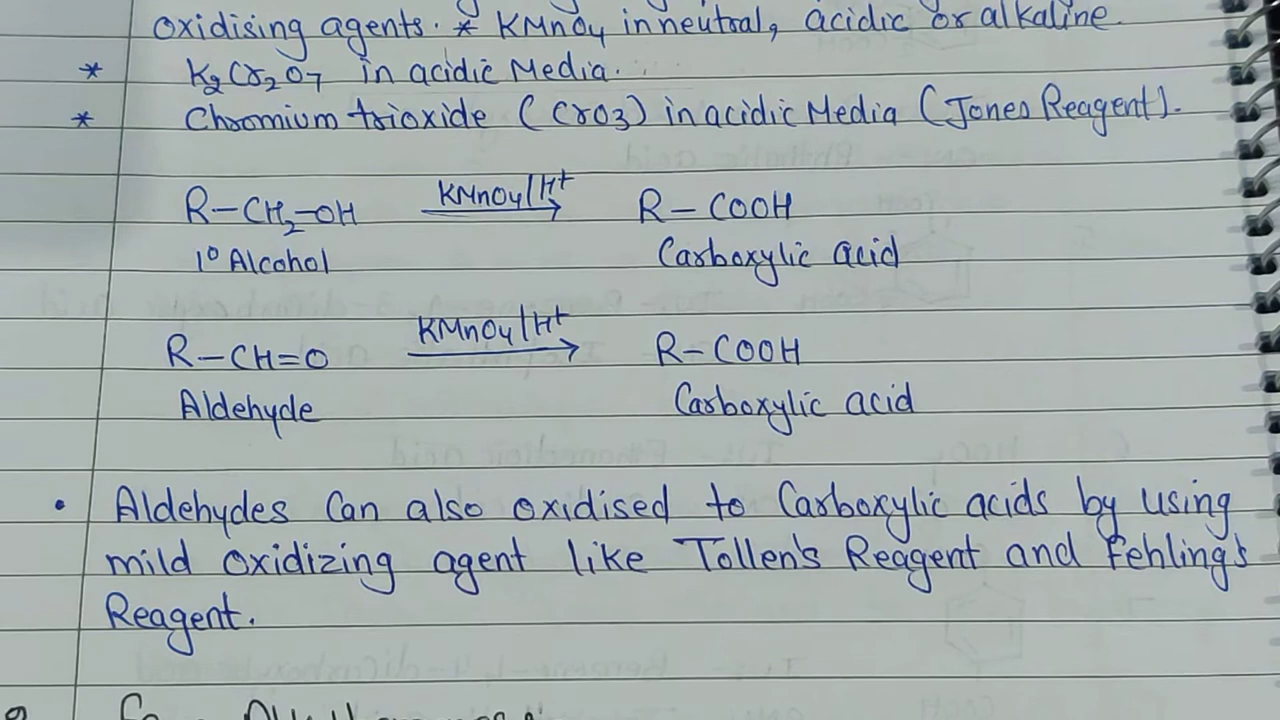 oxidising agents. * KMnO4 in neutral, acidic or alkaline.
* K2Cr2O7 in acidic Media.
* Chromium trioxide (CrO3) in acidic Media (Jones Reagent).
R-CH2-OH KMnO4/H+ R-COOH
1° Alcohol Carboxylic acid
R-CH=O KMnO4/H+ R-COOH
Aldehyde Carboxylic acid
• Aldehydes Can also oxidised to Carboxylic acids by using
mild oxidizing agent like Tollen's Reagent and Fehling's
Reagent.